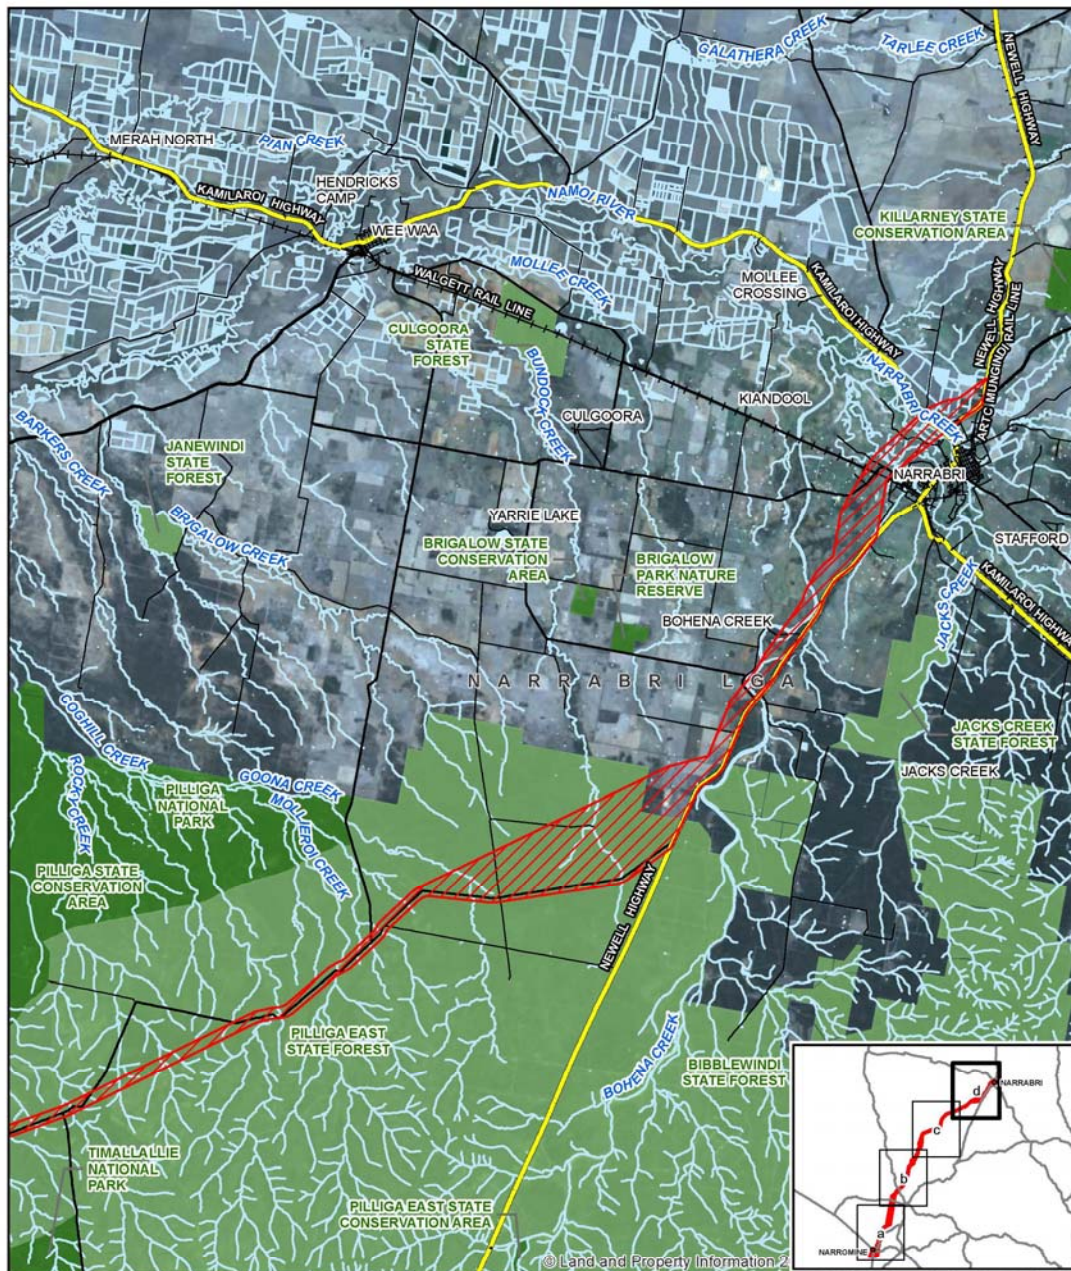 GALATHERA CREEK
TARLEE CREEK
NEWELL HIGHWAY
MERAH NORTH
PIAN CREEK
HENDRICKS
CAMP
KAMILAROI HIGHWAY
WEE WAA
NAMOI RIVER
KILLARNEY STATE
CONSERVATION AREA
MOLLEE CREEK
WALGETT RAIL LINE
MOLLEE
CROSSING
KAMILAROI HIGHWAY
NEWELL HIGHWAY
ARTC MUNGINDI RAIL LINE
CULGOORA
STATE
FOREST
BUNDOCK CREEK
NARRABRI CREEK
KIANDOOL
CULGOORA
BARKERS CREEK
JANEWINDI
STATE
FOREST
NARRABRI
BRIGALOW CREEK
YARRIE LAKE
STAFFORD
BRIGALOW STATE
CONSERVATION
AREA
BRIGALOW
PARK NATURE
RESERVE
JACKS CREEK
KAMILAROI HIGHWAY
BOHENA CREEK
NARRABRI LGA
COGHILL CREEK
JACKS CREEK
STATE FOREST
ROCKY CREEK
GOONA CREEK
JACKS CREEK
PILLIGA
NATIONAL
PARK
MOLLIEROI CREEK
PILLIGA STATE
CONSERVATION
AREA
NEWELL HIGHWAY
PILLIGA EAST
STATE FOREST
BOHENA CREEK
BIBBLEWINDI
STATE FOREST
TIMALLALLIE
NATIONAL
PARK
PILLIGA EAST STATE
CONSERVATION AREA
© Land and Property Information 2
NARRABRI
d
c
b
a
NARROMINE